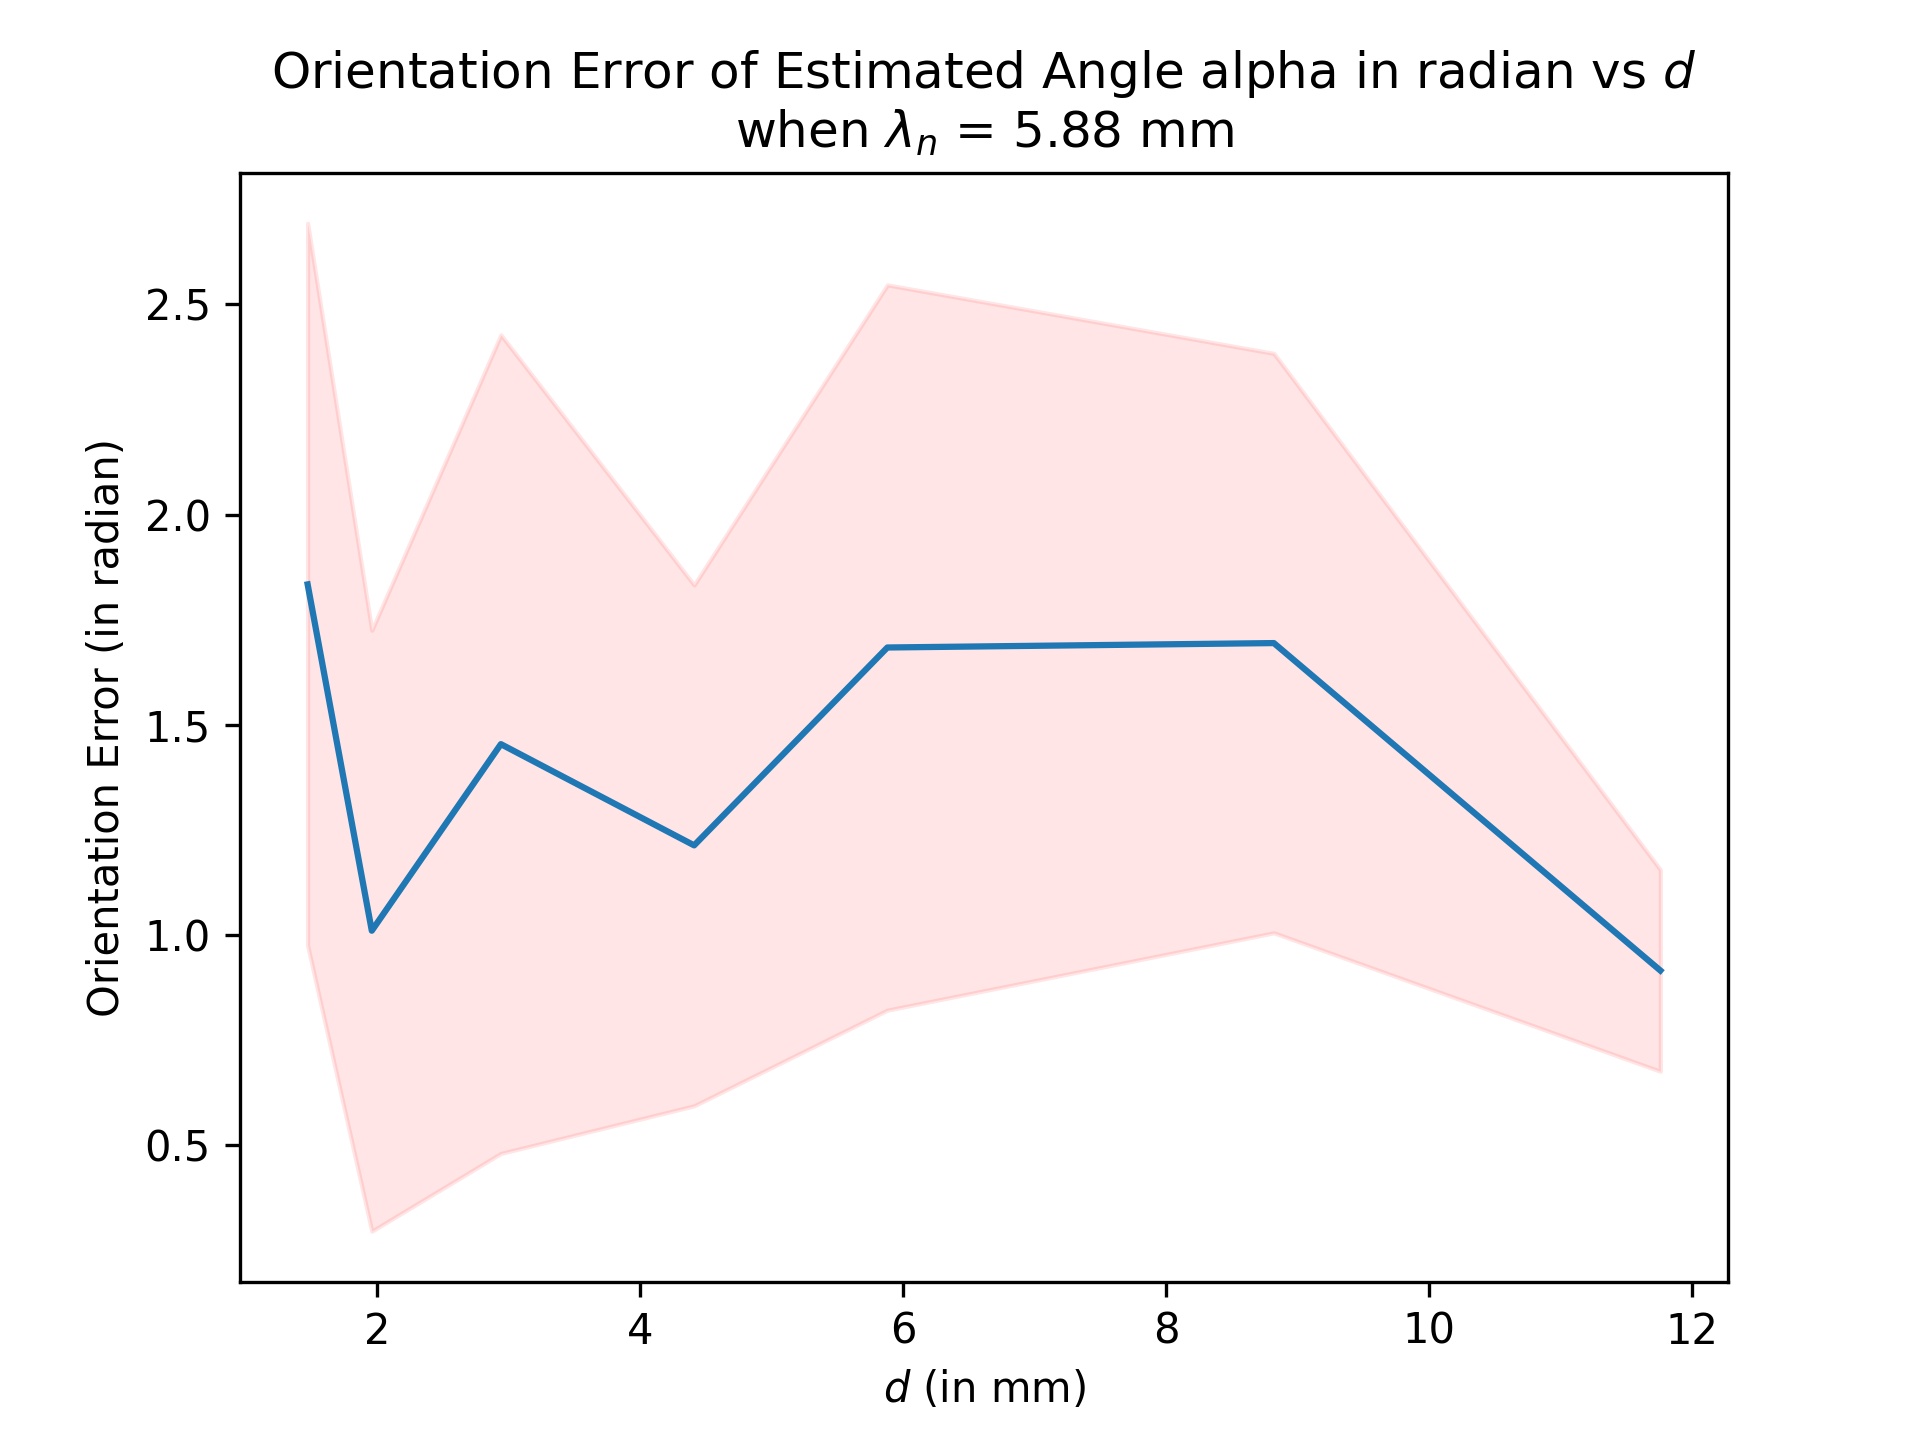 Orientation Error of Estimated Angle alpha in radian vs d
when λn = 5.88 mm
Orientation Error (in radian)
2.5
2.0
1.5
1.0
0.5
2 4 6 8 10 12
d (in mm)